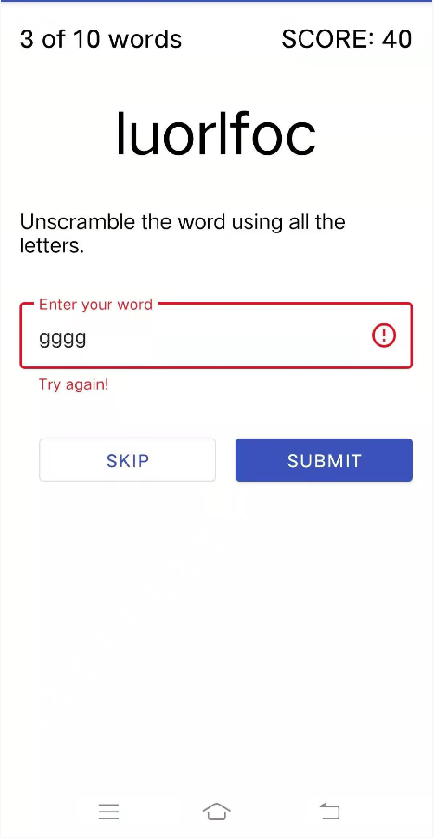 3 of 10 words
SCORE: 40
luorlfoc
Unscramble the word using all the
letters.
Enter your word
gggg
Try again!
SKIP
SUBMIT